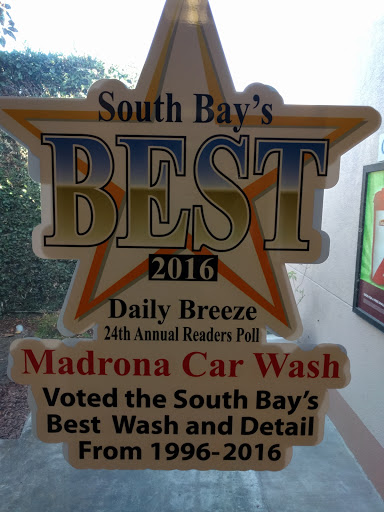 South Bay's
BEST
2016
Daily Breeze
24th Annual Readers Poll
Madrona Car Wash
Voted the South Bay's
Best Wash and Detail
From 1996-2016